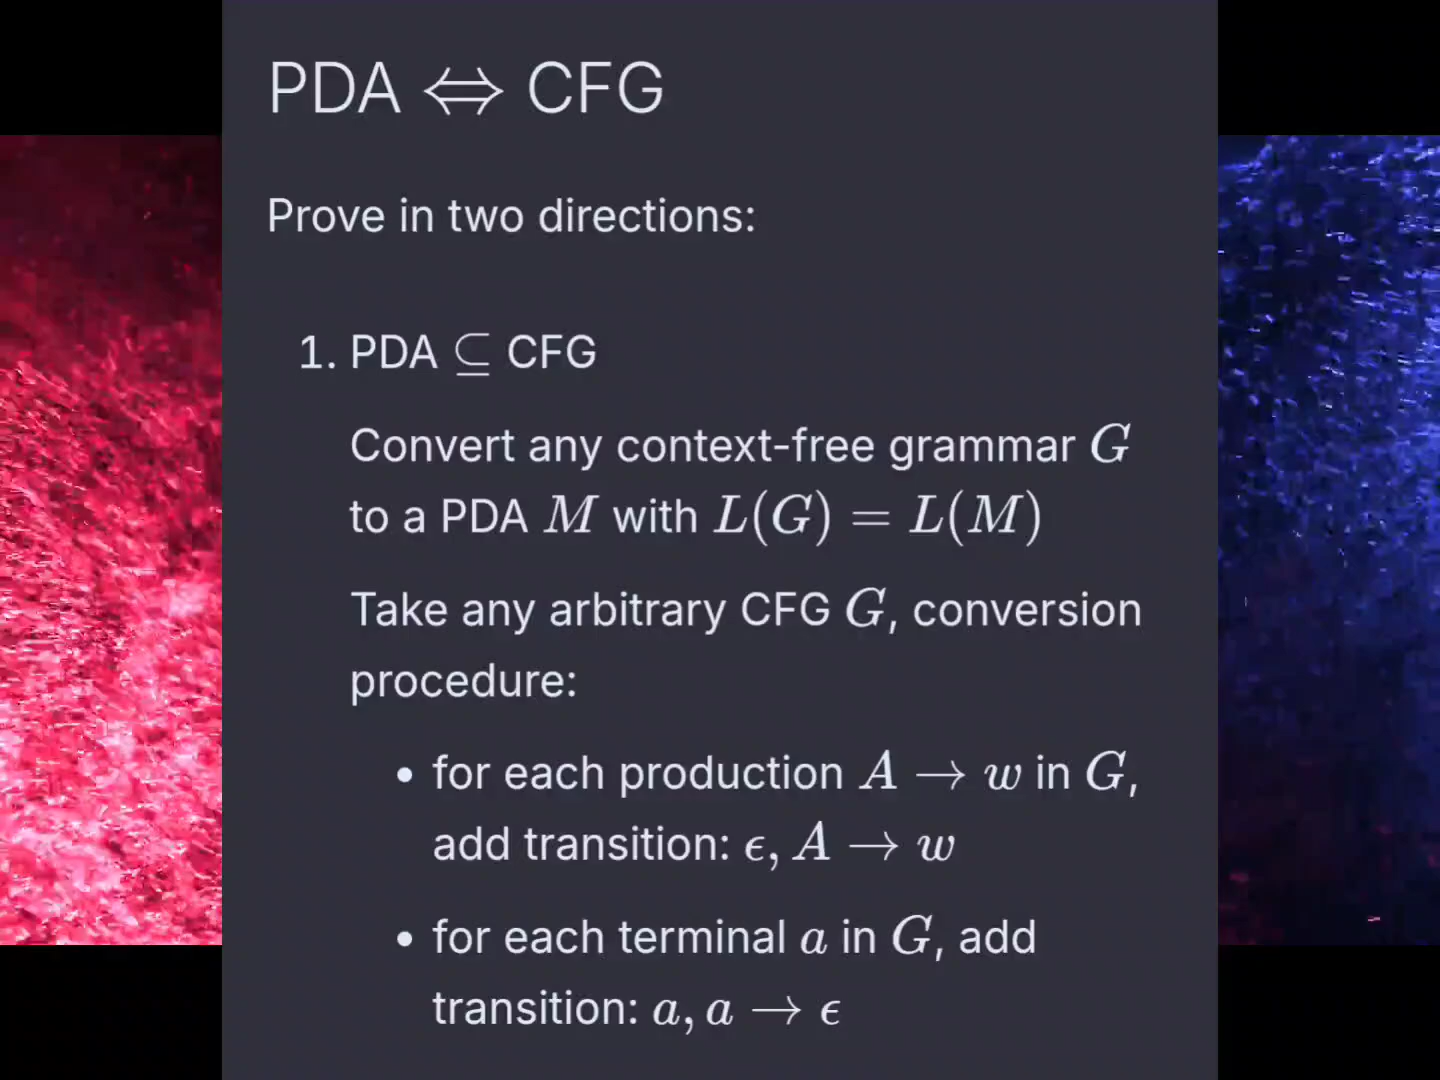 PDA ⟺ CFG
Prove in two directions:
1. PDA ⊆ CFG
Convert any context-free grammar G
to a PDA M with L(G) = L(M)
Take any arbitrary CFG G, conversion
procedure:
• for each production A → w in G,
add transition: ϵ, A → w
• for each terminal a in G, add
transition: a, a → ϵ